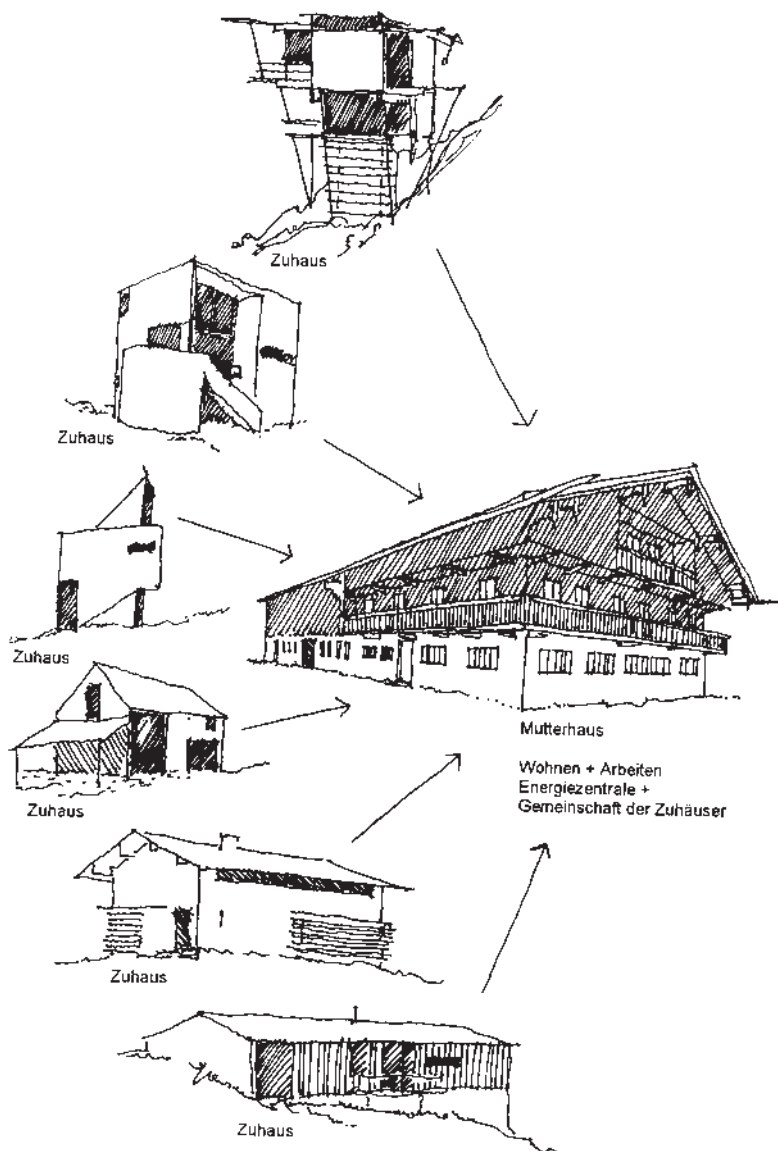 Zuhaus
Zuhaus
Zuhaus
Zuhaus
Mutterhaus
Wohnen + Arbeiten
Energiezentrale +
Gemeinschaft der Zuhäuser
Zuhaus
Zuhaus